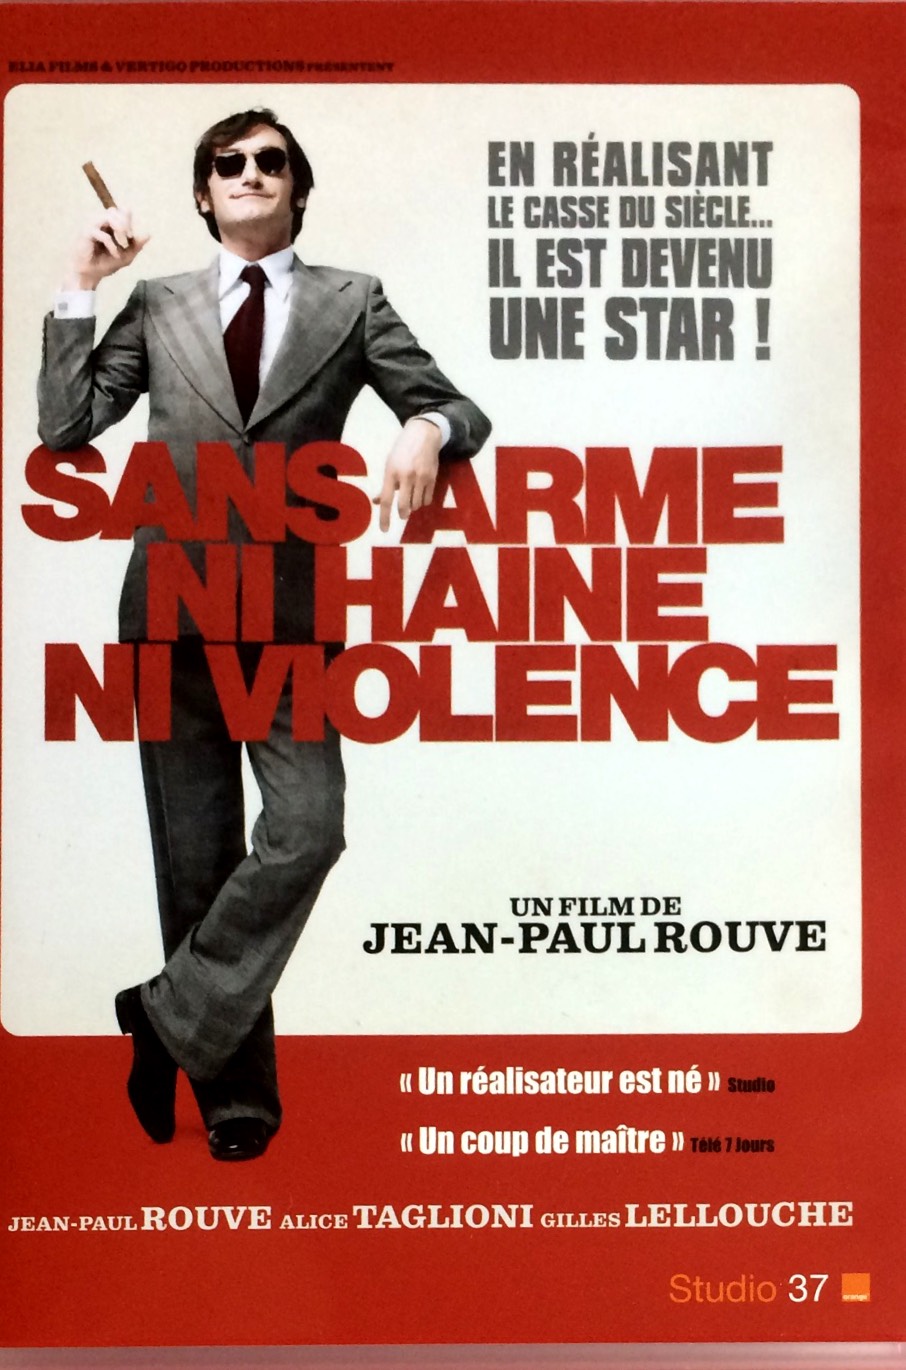 ELIA FILMS & VERTIGO PRODUCTIONS PRÉSENTENT
EN RÉALISANT
LE CASSE DU SIÈCLE...
IL EST DEVENU
UNE STAR !
SANS ARME
NI HAINE
NI VIOLENCE
UN FILM DE
JEAN-PAUL ROUVE
« Un réalisateur est né » Studio
« Un coup de maître » Télé 7 Jours
JEAN-PAUL ROUVE ALICE TAGLIONI GILLES LELLOUCHE
Studio 37 orange